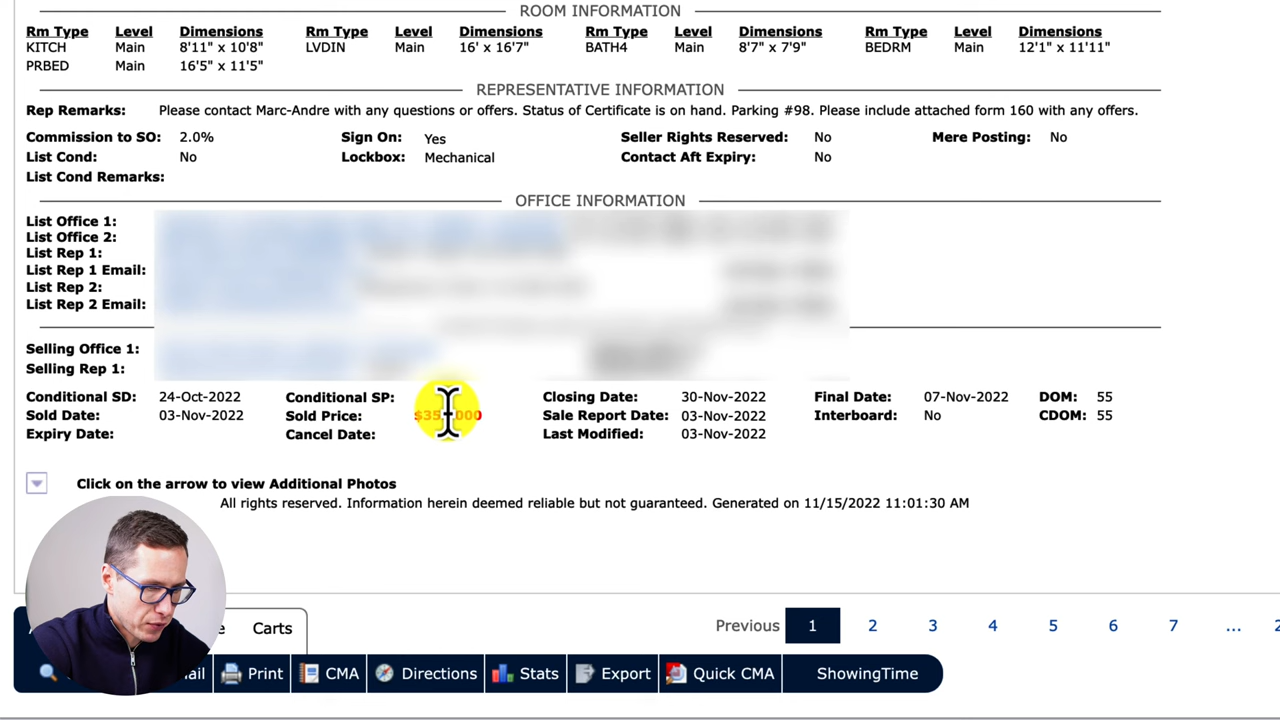 ROOM INFORMATION
Rm Type Level Dimensions Rm Type Level Dimensions Rm Type Level Dimensions Rm Type Level Dimensions
KITCH Main 8'11" x 10'8" LVDIN Main 16' x 16'7" BATH4 Main 8'7" x 7'9" BEDRM Main 12'1" x 11'11"
PRBED Main 16'5" x 11'5"
REPRESENTATIVE INFORMATION
Rep Remarks: Please contact Marc-Andre with any questions or offers. Status of Certificate is on hand. Parking #98. Please include attached form 160 with any offers.
Commission to SO: 2.0% Sign On: Yes Seller Rights Reserved: No Mere Posting: No
List Cond: No Lockbox: Mechanical Contact Aft Expiry: No
List Cond Remarks:
OFFICE INFORMATION
List Office 1:
List Office 2:
List Rep 1:
List Rep 1 Email:
List Rep 2:
List Rep 2 Email:
Selling Office 1:
Selling Rep 1:
Conditional SD: 24-Oct-2022 Conditional SP: Closing Date: 30-Nov-2022 Final Date: 07-Nov-2022 DOM: 55
Sold Date: 03-Nov-2022 Sold Price: Sale Report Date: 03-Nov-2022 Interboard: No CDOM: 55
Expiry Date: Cancel Date: Last Modified: 03-Nov-2022
Click on the arrow to view Additional Photos
All rights reserved. Information herein deemed reliable but not guaranteed. Generated on 11/15/2022 11:01:30 AM
Carts Previous 1 2 3 4 5 6 7 ...
Print CMA Directions Stats Export Quick CMA ShowingTime